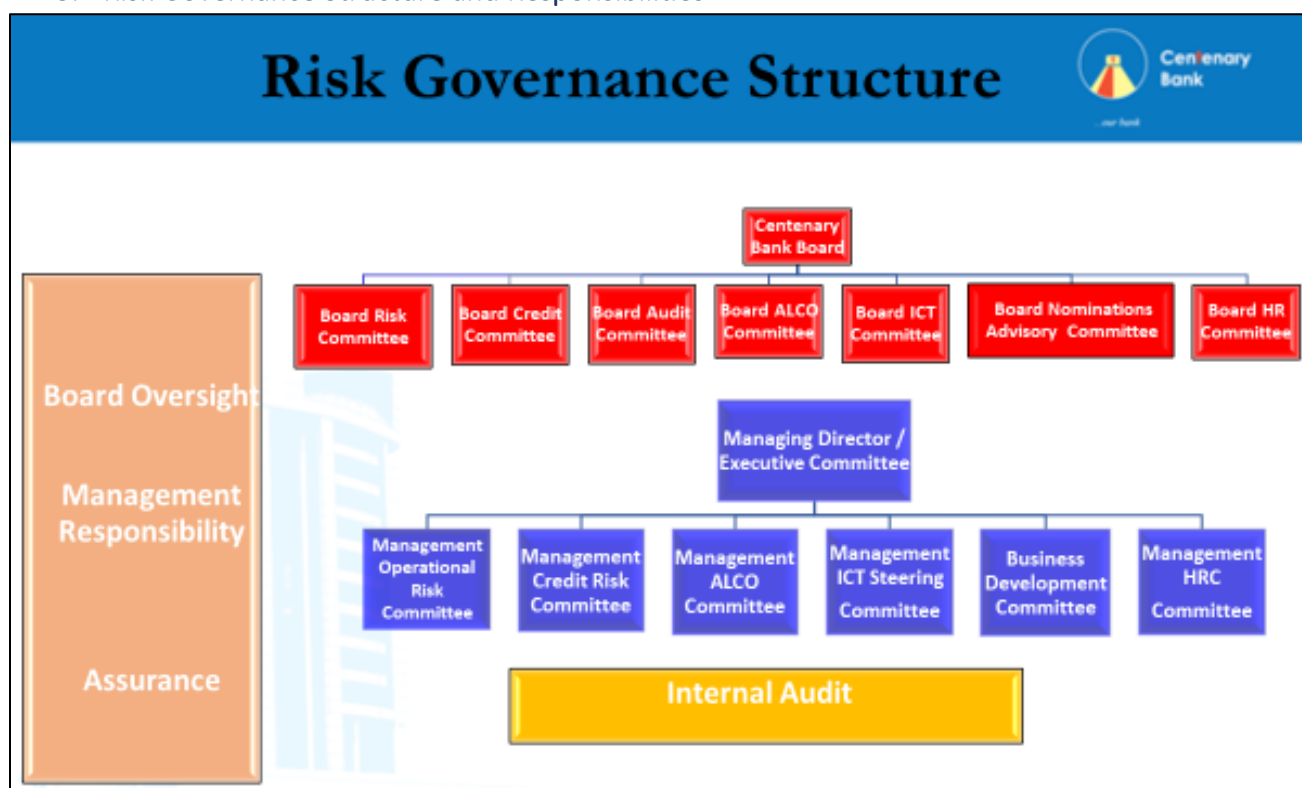 Risk Governance Structure
Centenary
Bank
...our bank
Centenary
Bank Board
Board Risk
Committee
Board Credit
Committee
Board Audit
Committee
Board ALCO
Committee
Board ICT
Committee
Board Nominations
Advisory Committee
Board HR
Committee
Board Oversight
Management
Responsibility
Assurance
Managing Director /
Executive Committee
Management
Operational
Risk
Committee
Management
Credit Risk
Committee
Management
ALCO
Committee
Management
ICT Steering
Committee
Business
Development
Committee
Management
HRC
Committee
Internal Audit